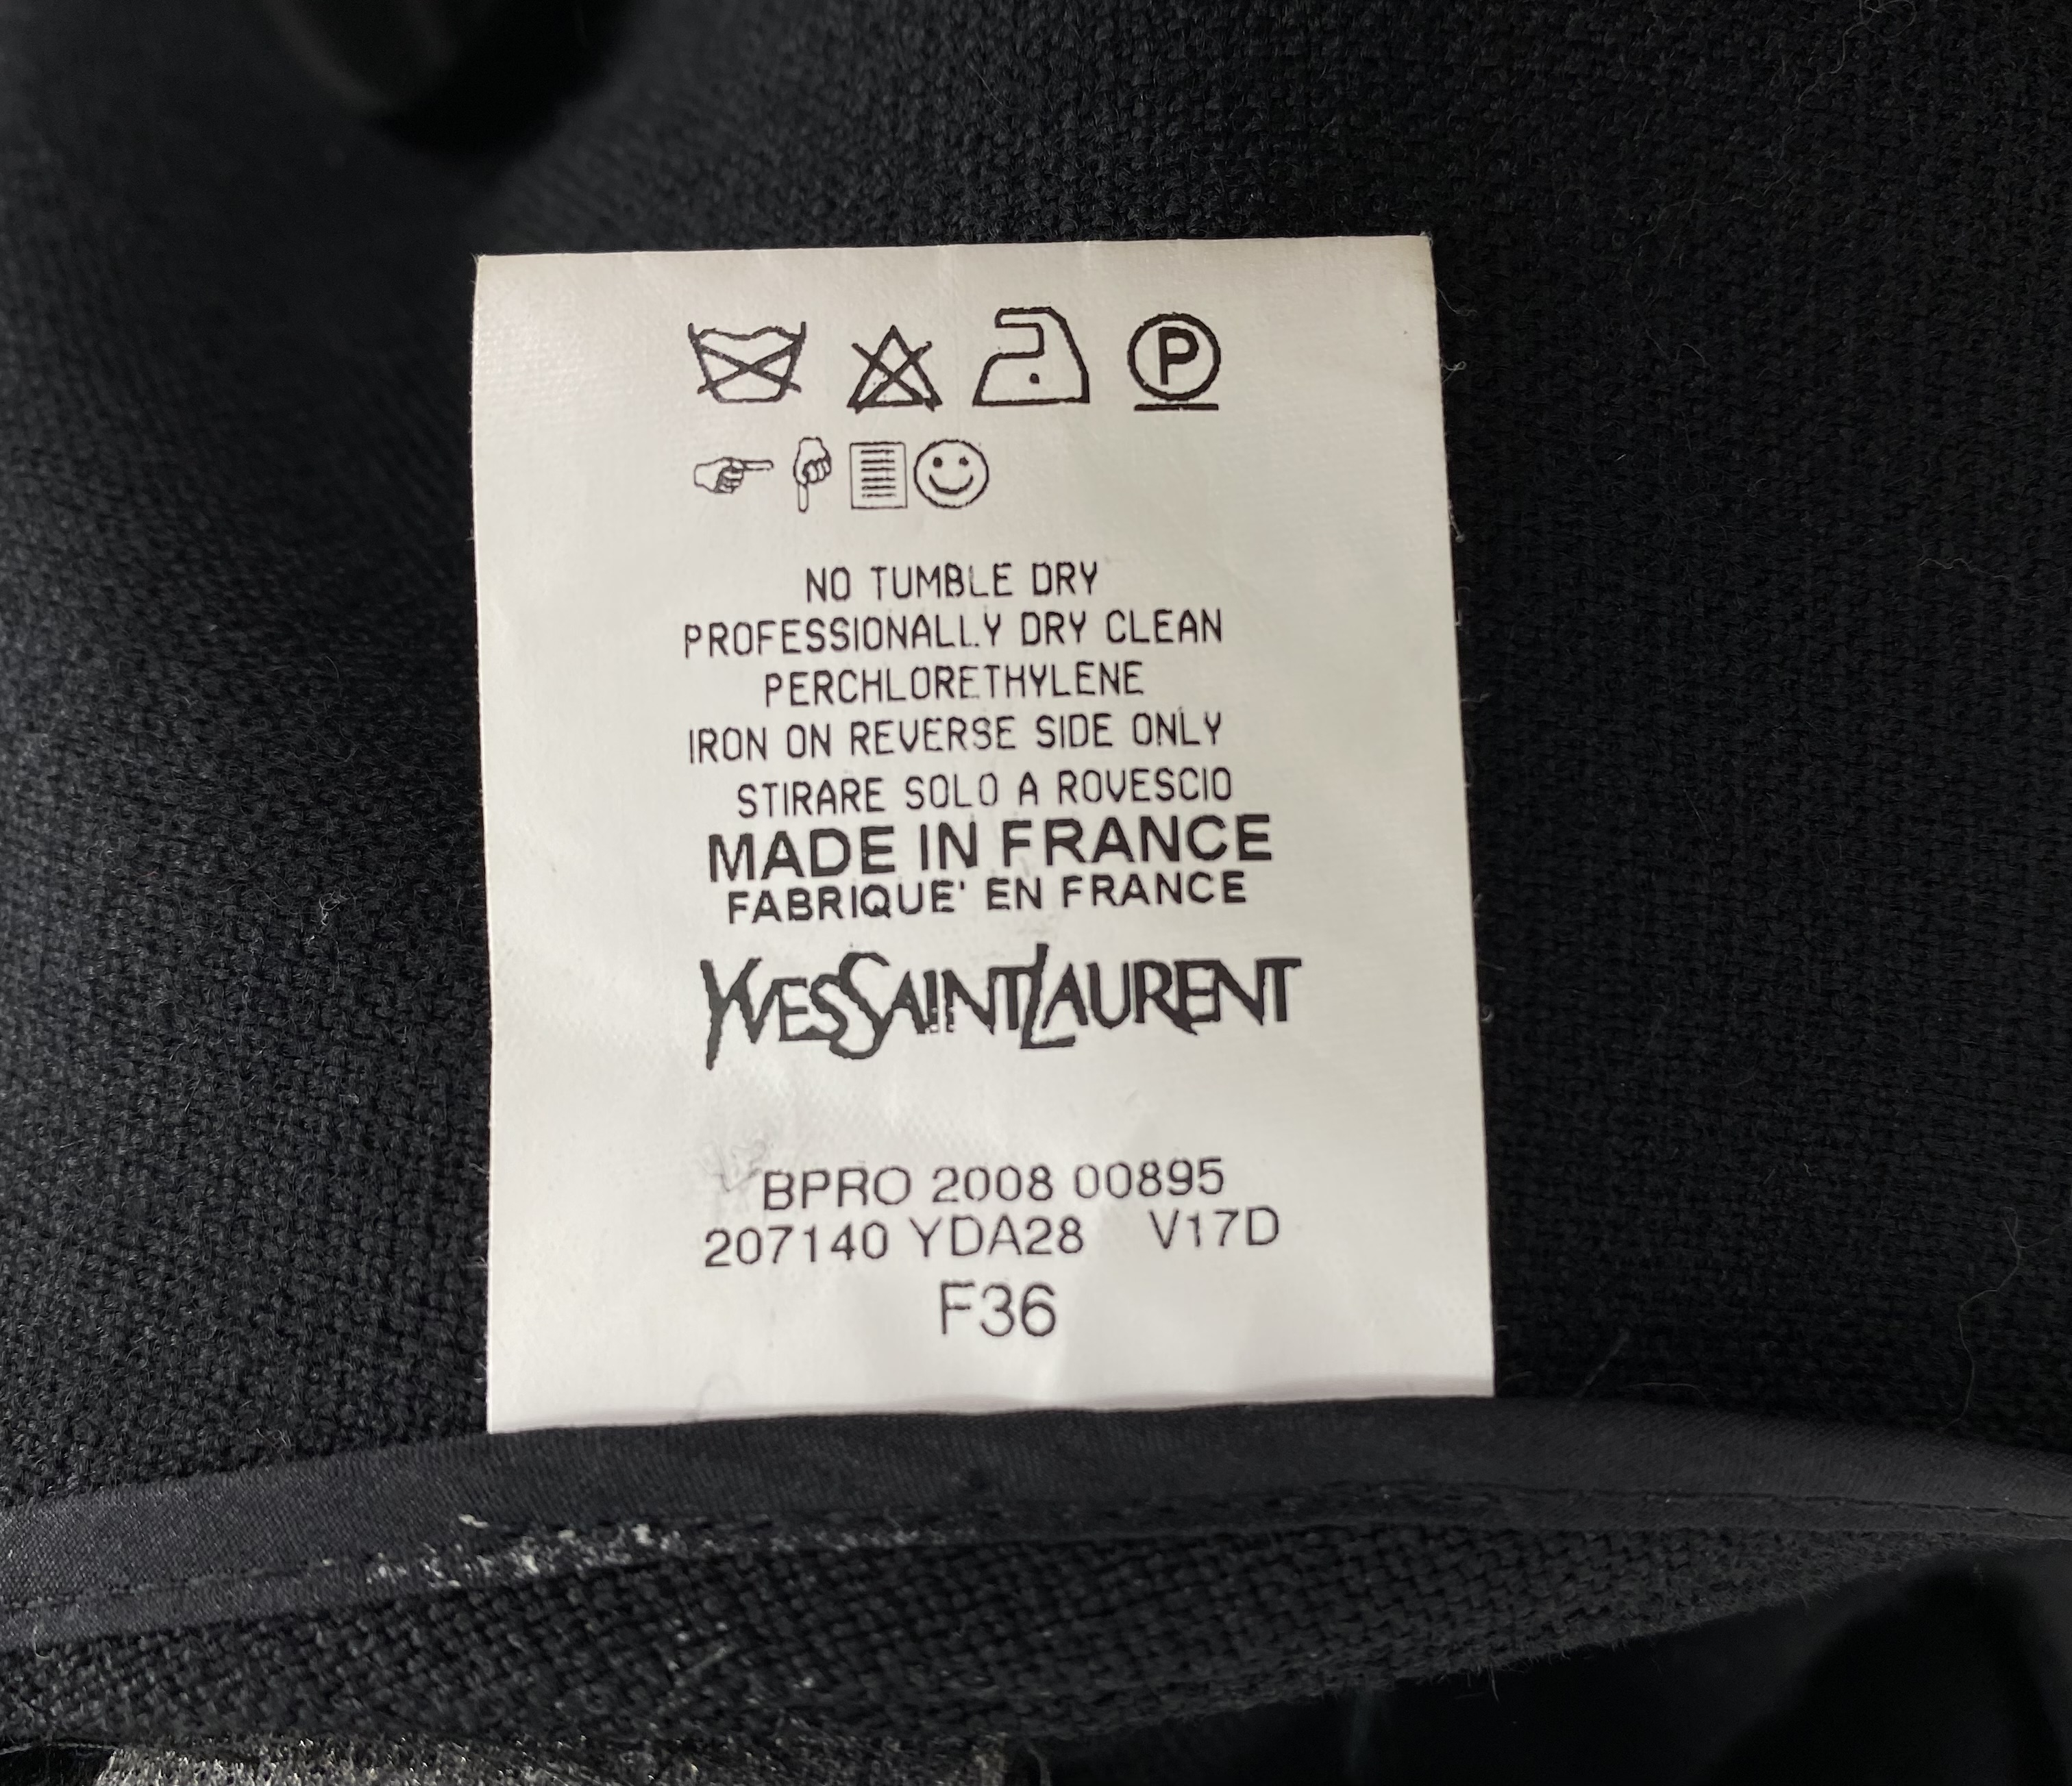 P
NO TUMBLE DRY
PROFESSIONALLY DRY CLEAN
PERCHLORETHYLENE
IRON ON REVERSE SIDE ONLY
STIRARE SOLO A ROVESCIO
MADE IN FRANCE
FABRIQUE' EN FRANCE
YVESSAINTLAURENT
BPRO 2008 00895
207140 YDA28 V17D
F36